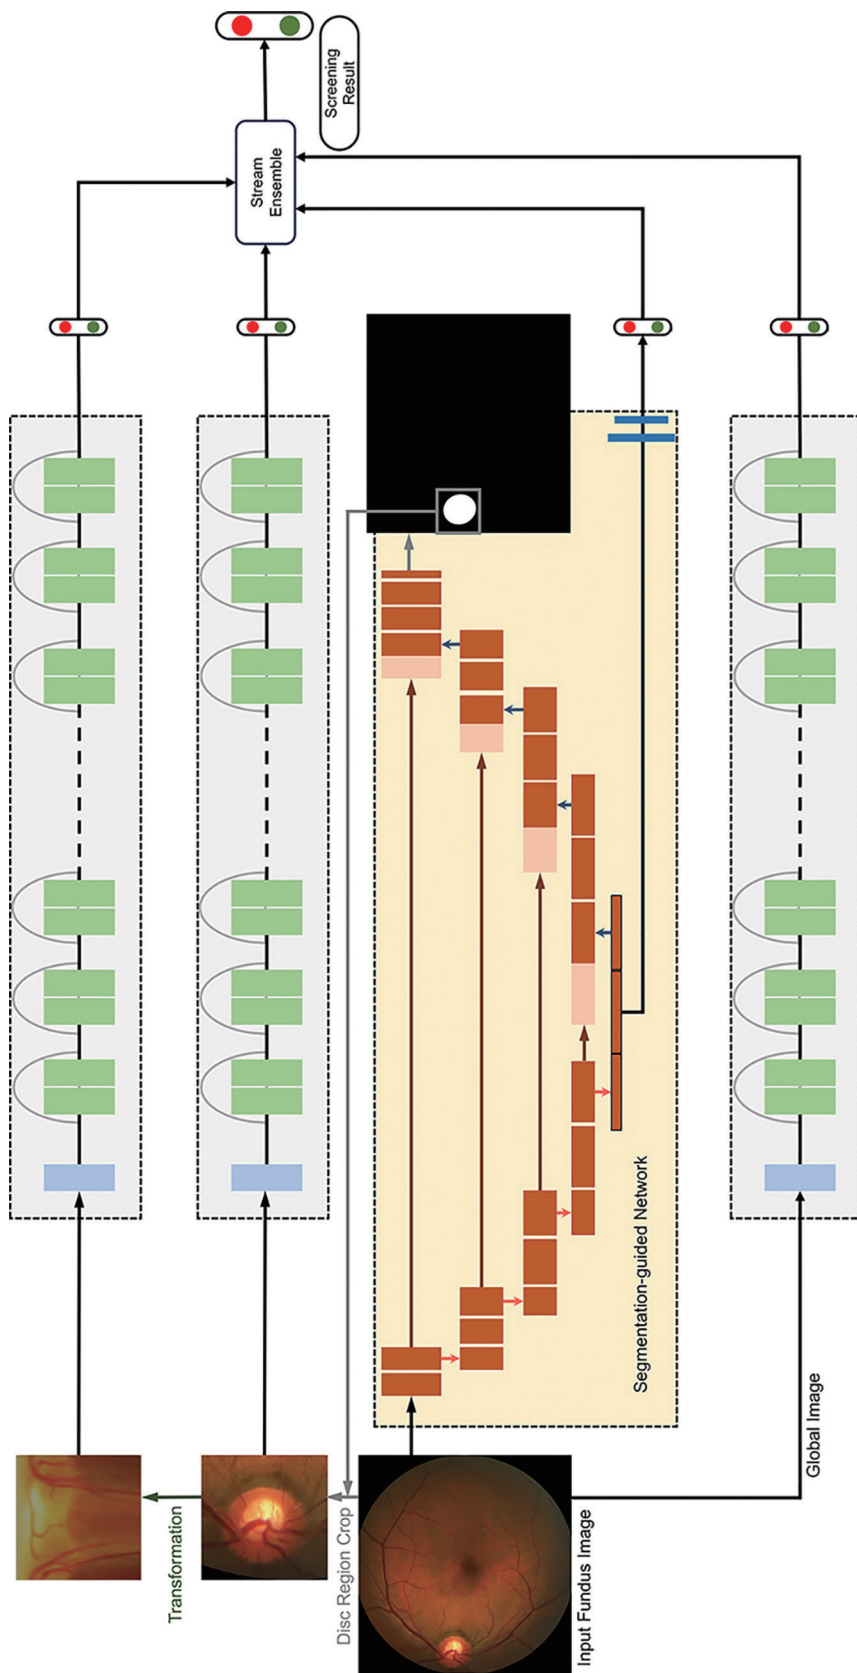 Transformation
Disc Region Crop
Input Fundus Image
Global Image
Segmentation-guided Network
Stream
Ensemble
Screening
Result